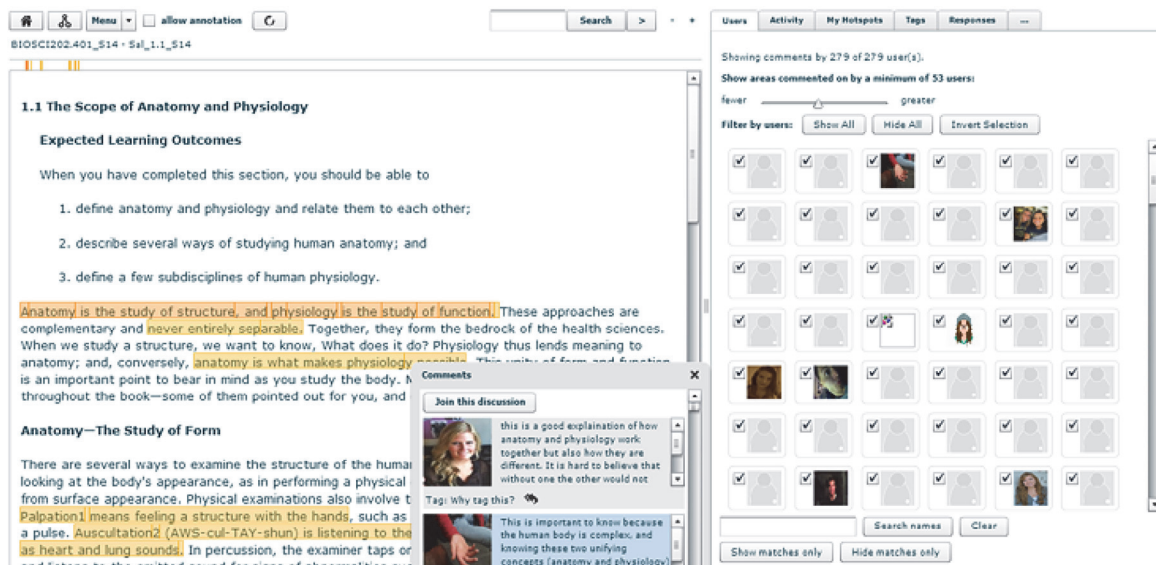 Menu
allow annotation
Search
>
-
+
BIOSCI202.401_S14 · Sal_1.1_S14
1.1 The Scope of Anatomy and Physiology
Expected Learning Outcomes
When you have completed this section, you should be able to
1. define anatomy and physiology and relate them to each other;
2. describe several ways of studying human anatomy; and
3. define a few subdisciplines of human physiology.
Anatomy is the study of structure, and physiology is the study of function. These approaches are
complementary and never entirely separable. Together, they form the bedrock of the health sciences.
When we study a structure, we want to know, What does it do? Physiology thus lends meaning to
anatomy; and, conversely, anatomy is what makes physiology possible. This unity of form and function
is an important point to bear in mind as you study the body.
throughout the book—some of them pointed out for you, and
Anatomy—The Study of Form
There are several ways to examine the structure of the human
looking at the body's appearance, as in performing a physical
from surface appearance. Physical examinations also involve
Palpation1 means feeling a structure with the hands, such as
a pulse. Auscultation2 (AWS-cul-TAY-shun) is listening to the
as heart and lung sounds. In percussion, the examiner taps on
Comments
Join this discussion
this is a good explaination of how
anatomy and physiology work
together but also how they are
different. It is hard to believe that
without one the other would not
Tag: Why tag this?
This is important to know because
the human body is complex, and
knowing these two unifying
concepts (anatomy and physiology)
Users
Activity
My Hotspots
Tags
Responses
...
Showing comments by 279 of 279 user(s).
Show areas commented on by a minimum of 53 users:
fewer
greater
Filter by users:
Show All
Hide All
Invert Selection
Search names
Clear
Show matches only
Hide matches only